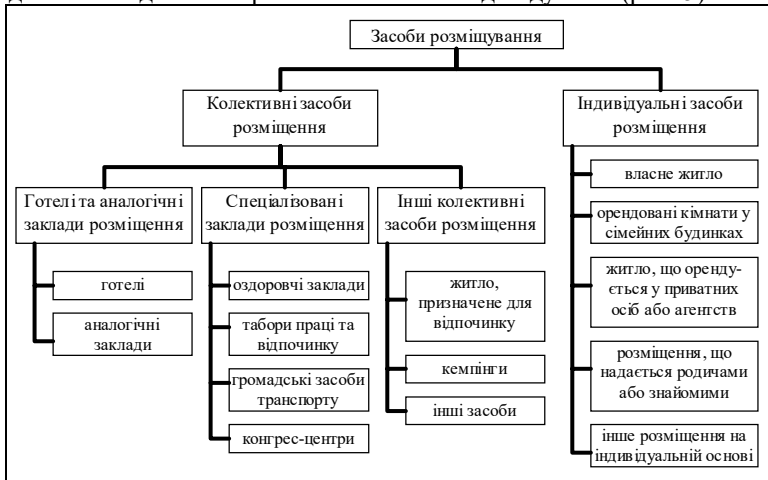 Засоби розміщування
Колективні засоби
розміщення
Індивідуальні засоби
розміщення
Готелі та аналогічні
заклади розміщення
готелі
аналогічні
заклади
Спеціалізовані
заклади розміщення
оздоровчі заклади
табори праці та
відпочинку
громадські засоби
транспорту
конгрес-центри
Інші колективні
засоби розміщення
житло,
призначене для
відпочинку
кемпінги
інші засоби
власне житло
орендовані кімнати у
сімейних будинках
житло, що оренду-
ється у приватних
осіб або агентств
розміщення, що
надається родичами
або знайомими
інше розміщення на
індивідуальній основі